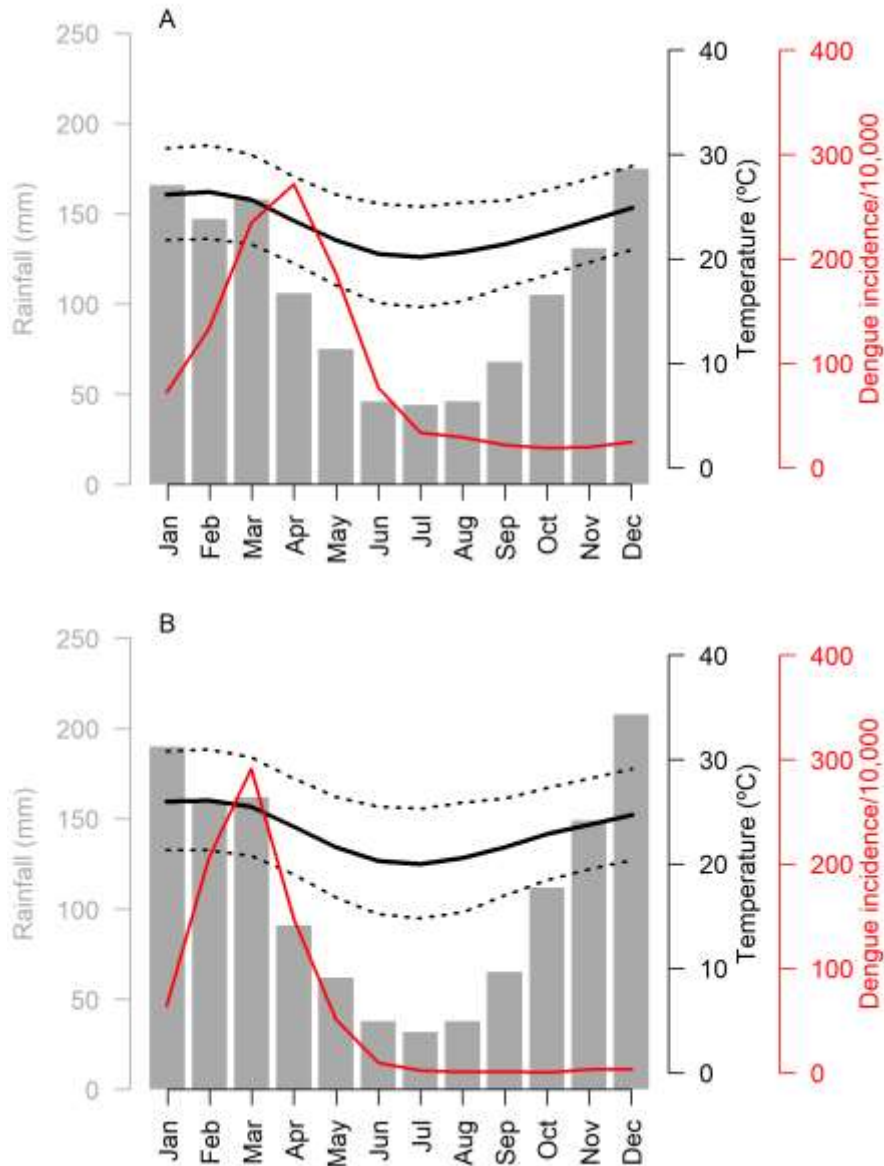 A
250
200
150
100
50
0
Rainfall (mm)
40
30
20
10
0
Temperature (ºC)
400
300
200
100
0
Dengue incidence/10,000
Jan
Feb
Mar
Apr
May
Jun
Jul
Aug
Sep
Oct
Nov
Dec
B
250
200
150
100
50
0
Rainfall (mm)
40
30
20
10
0
Temperature (ºC)
400
300
200
100
0
Dengue incidence/10,000
Jan
Feb
Mar
Apr
May
Jun
Jul
Aug
Sep
Oct
Nov
Dec